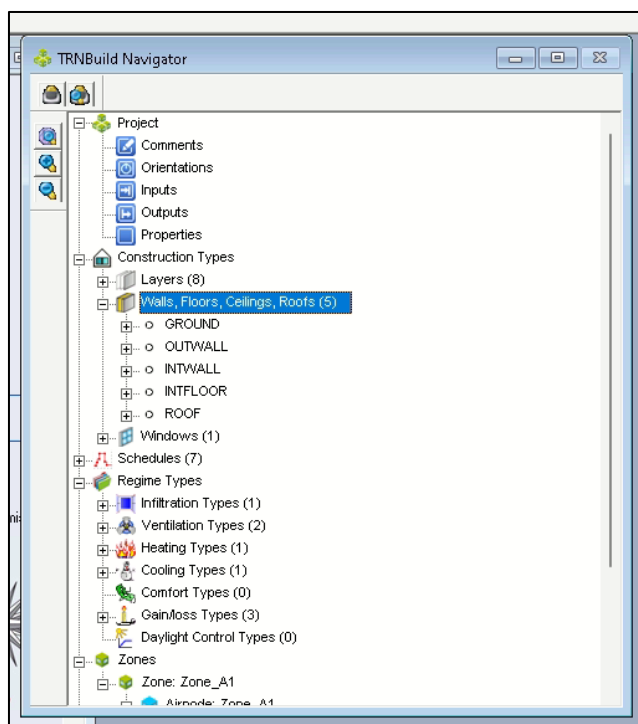 TRNBuild Navigator
Project
Comments
Orientations
Inputs
Outputs
Properties
Construction Types
Layers (8)
Walls, Floors, Ceilings, Roofs (5)
GROUND
OUTWALL
INTWALL
INTFLOOR
ROOF
Windows (1)
Schedules (7)
Regime Types
Infiltration Types (1)
Ventilation Types (2)
Heating Types (1)
Cooling Types (1)
Comfort Types (0)
Gain/loss Types (3)
Daylight Control Types (0)
Zones
Zone: Zone_A1
Airnode: Zone_A1